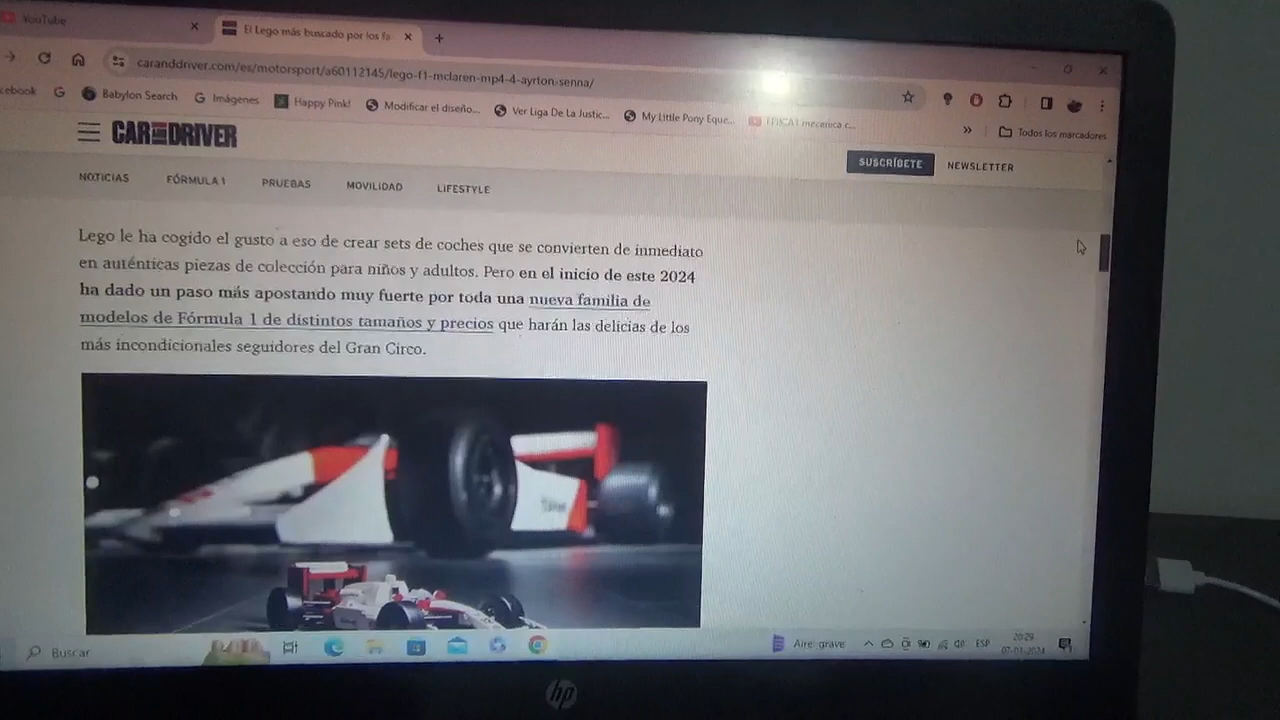 YouTube
El Lego más buscado por los fa
caranddriver.com/es/motorsport/a60112145/lego-f1-mclaren-mp4-4-ayrton-senna/
cebook
Babylon Search
Imágenes
Happy Pink!
Modificar el diseño...
Ver Liga De La Justic...
My Little Pony Eque...
Todos los marcadores
CAR AND DRIVER
SUSCRÍBETE
NEWSLETTER
NOTICIAS
FÓRMULA 1
PRUEBAS
MOVILIDAD
LIFESTYLE
Lego le ha cogido el gusto a eso de crear sets de coches que se convierten de inmediato
en auténticas piezas de colección para niños y adultos. Pero en el inicio de este 2024
ha dado un paso más apostando muy fuerte por toda una nueva familia de
modelos de Fórmula 1 de distintos tamaños y precios que harán las delicias de los
más incondicionales seguidores del Gran Circo.
Buscar
Aire: grave
ESP
20:29
hp